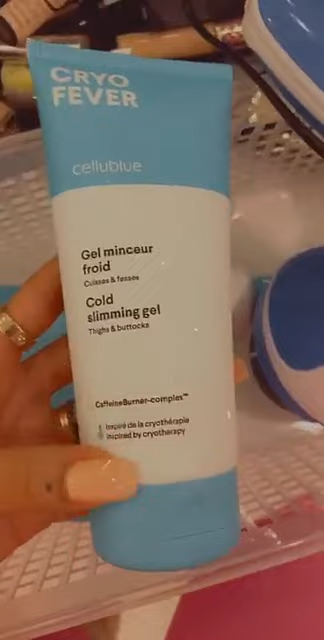 CRYO
FEVER
cellublue
Gel minceur
froid
Cuisses & fesses
Cold
slimming gel
Thighs & buttocks
CaffeineBurner-complex™
Inspiré de la cryothérapie
Inspired by cryotherapy